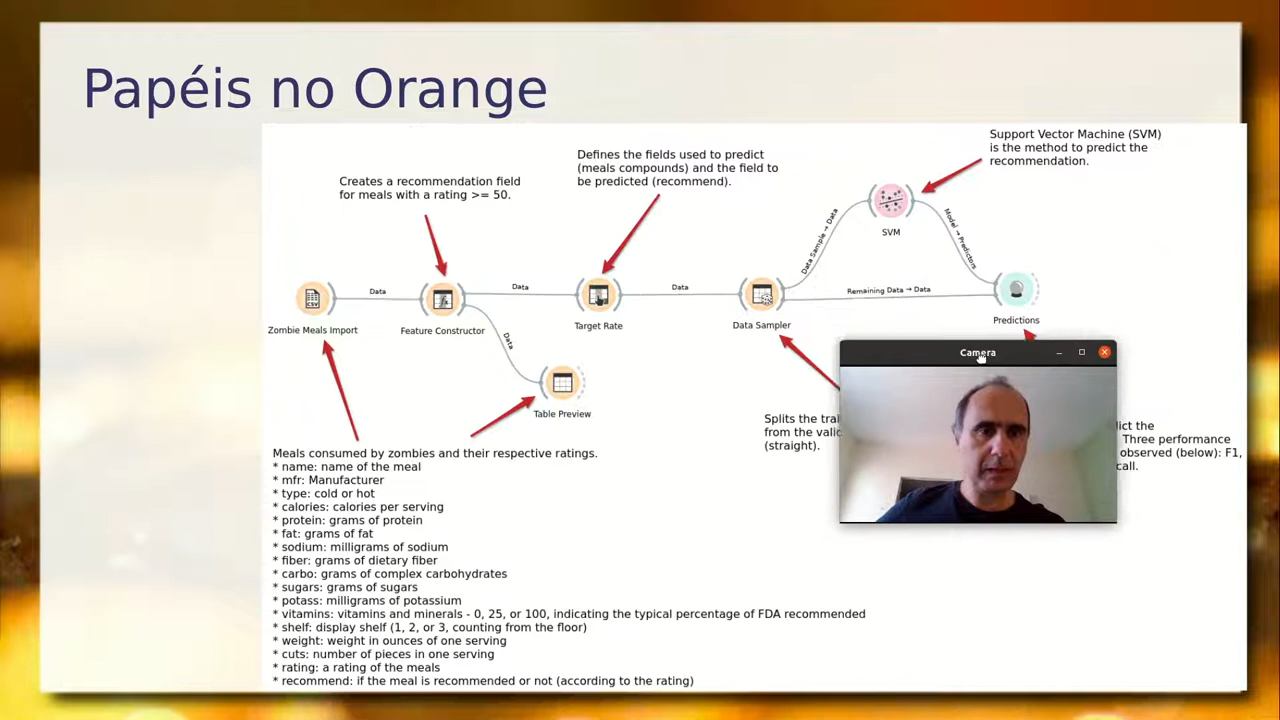 Papéis no Orange
Support Vector Machine (SVM)
is the method to predict the
recommendation.
Defines the fields used to predict
(meals compounds) and the field to
be predicted (recommend).
Creates a recommendation field
for meals with a rating >= 50.
Data Sample → Data
Model → Predictors
SVM
Data
Data
Data
Remaining Data → Data
CSV
Zombie Meals Import
Feature Constructor
Target Rate
Data Sampler
Predictions
Data
Table Preview
Camera
Splits the
from the
(straight).
the
Three performance
observed (below): F1,
Meals consumed by zombies and their respective ratings.
* name: name of the meal
* mfr: Manufacturer
* type: cold or hot
* calories: calories per serving
* protein: grams of protein
* fat: grams of fat
* sodium: milligrams of sodium
* fiber: grams of dietary fiber
* carbo: grams of complex carbohydrates
* sugars: grams of sugars
* potass: milligrams of potassium
* vitamins: vitamins and minerals - 0, 25, or 100, indicating the typical percentage of FDA recommended
* shelf: display shelf (1, 2, or 3, counting from the floor)
* weight: weight in ounces of one serving
* cuts: number of pieces in one serving
* rating: a rating of the meals
* recommend: if the meal is recommended or not (according to the rating)